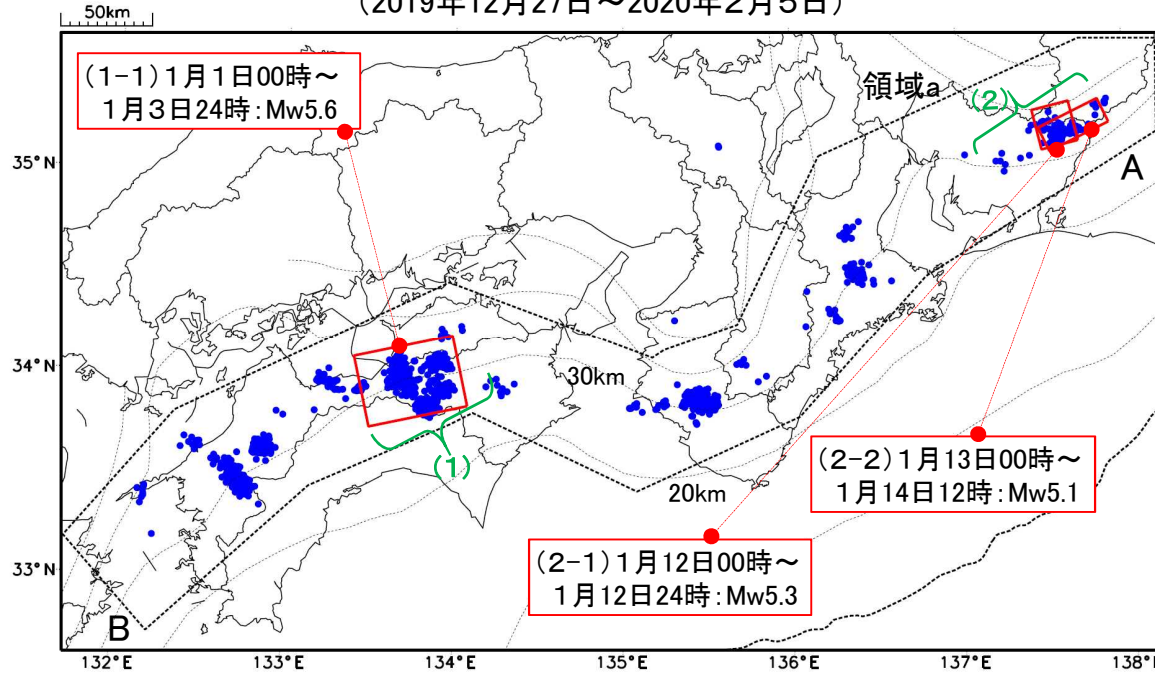 (2019年12月27日～2020年2月5日)
50km
(1-1)1月1日00時～
1月3日24時:Mw5.6
領域a
(2)
A
35°N
34°N
30km
(1)
20km
(2-2)1月13日00時～
1月14日12時:Mw5.1
(2-1)1月12日00時～
1月12日24時:Mw5.3
33°N
B
132°E
133°E
134°E
135°E
136°E
137°E
138°E